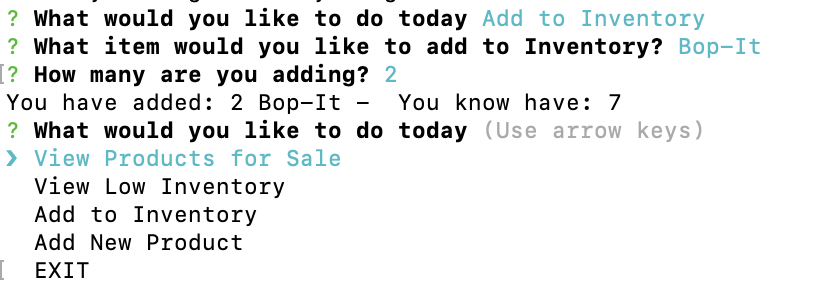 ? What would you like to do today Add to Inventory
? What item would you like to add to Inventory? Bop-It
[? How many are you adding? 2
You have added: 2 Bop-It -  You know have: 7
? What would you like to do today (Use arrow keys)
❯ View Products for Sale
  View Low Inventory
  Add to Inventory
  Add New Product
[ EXIT